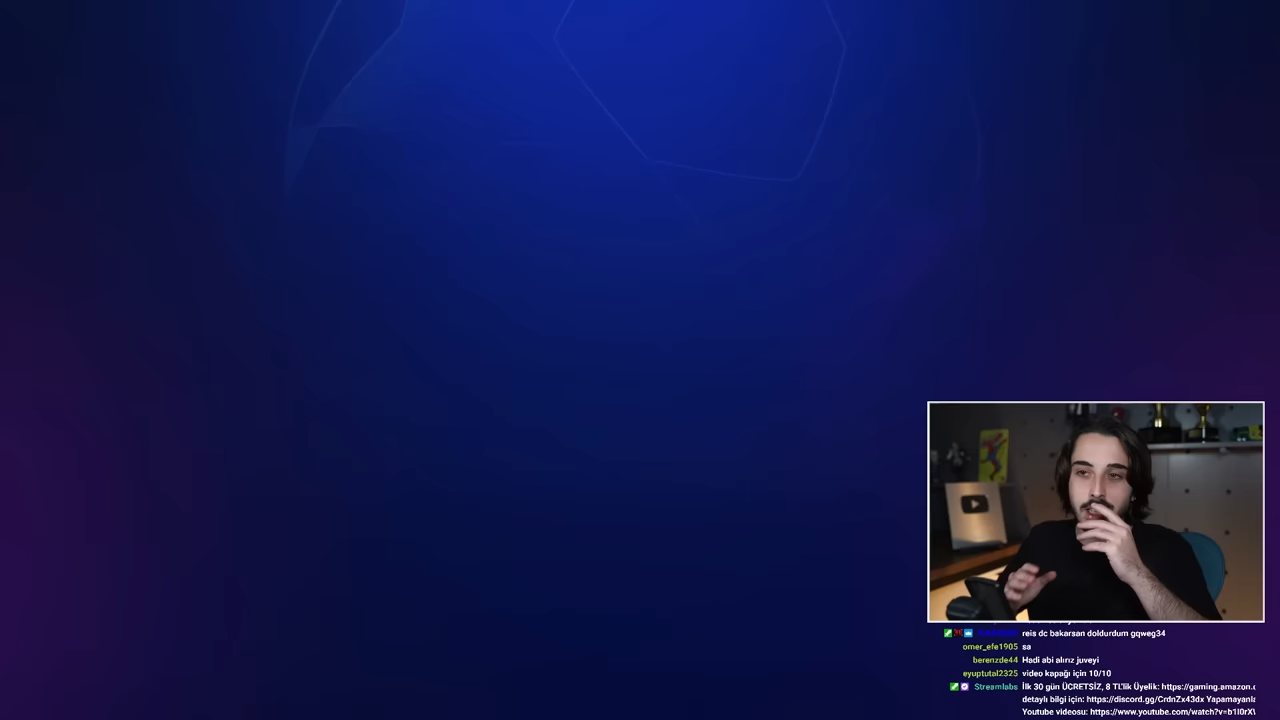 reis dc bakarsan doldurdum gqweg34
omer_efe1905 sa
berenzde44 Hadi abi alırız juveyi
eyuptutal2325 video kapağı için 10/10
Streamlabs İlk 30 gün ÜCRETSİZ, 8 TL'lik Üyelik: https://gaming.amazon.c
detaylı bilgi için: https://discord.gg/CrdnZx43dx Yapamayanla
Youtube videosu: https://www.youtube.com/watch?v=b1I0rX\